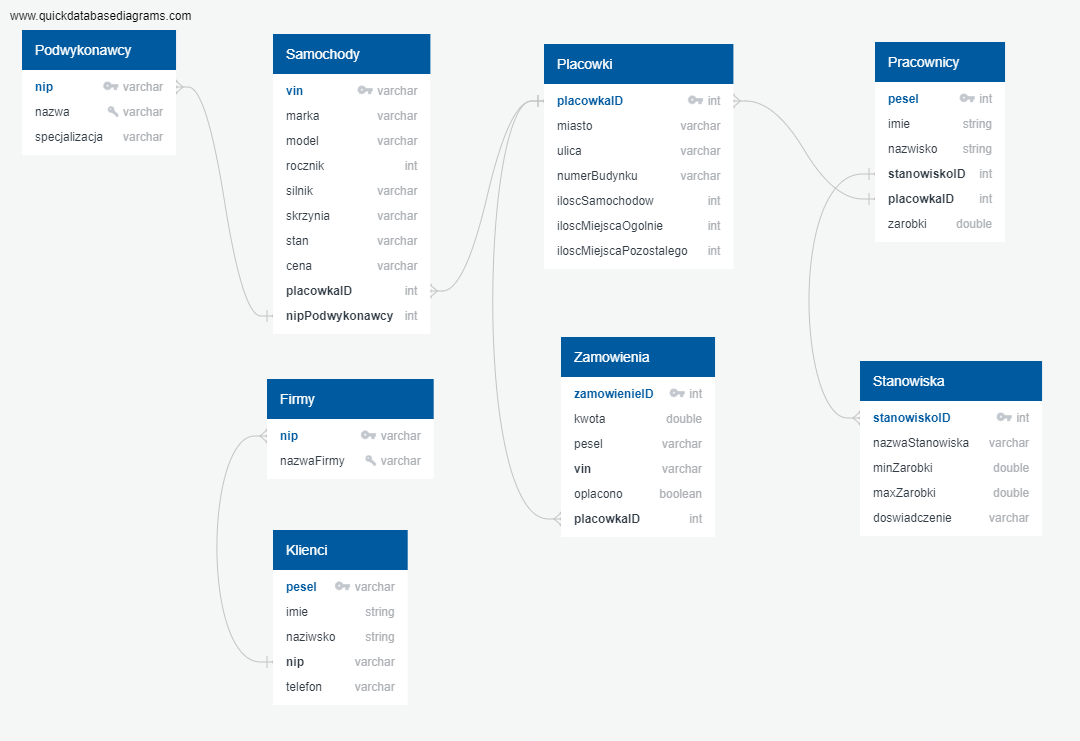 www.quickdatabasediagrams.com
Podwykonawcy
nip varchar
nazwa varchar
specjalizacja varchar
Samochody
vin varchar
marka varchar
model varchar
rocznik int
silnik varchar
skrzynia varchar
stan varchar
cena varchar
placowkaID int
nipPodwykonawcy int
Placowki
placowkaID int
miasto varchar
ulica varchar
numerBudynku varchar
iloscSamochodow int
iloscMiejscaOgolnie int
iloscMiejscaPozostalego int
Pracownicy
pesel int
imie string
nazwisko string
stanowiskoID int
placowkaID int
zarobki double
Firmy
nip varchar
nazwaFirmy varchar
Zamowienia
zamowienieID int
kwota double
pesel varchar
vin varchar
oplacono boolean
placowkaID int
Stanowiska
stanowiskoID int
nazwaStanowiska varchar
minZarobki double
maxZarobki double
doswiadczenie varchar
Klienci
pesel varchar
imie string
naziwsko string
nip varchar
telefon varchar